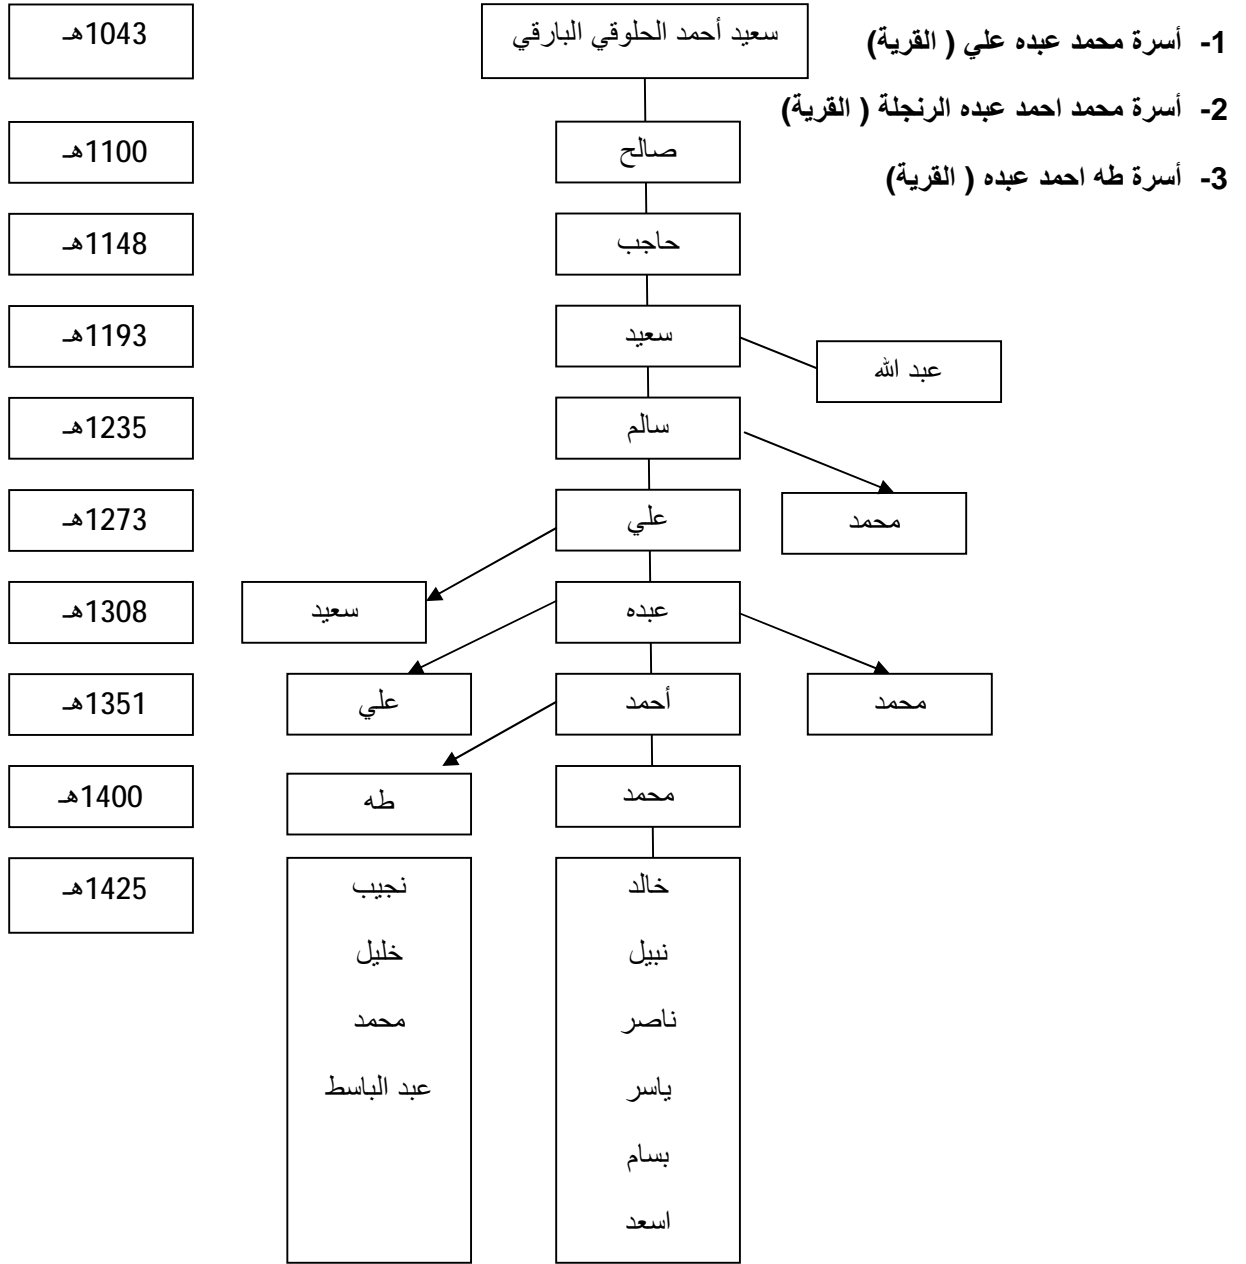 1- أسرة محمد عبده علي ( القرية)
2- أسرة محمد احمد عبده الرنجلة ( القرية)
3- أسرة طه احمد عبده ( القرية)
سعيد أحمد الحلوقي البارقي
1043هـ
صالح
1100هـ
حاجب
1148هـ
سعيد
1193هـ
عبد الله
سالم
1235هـ
محمد
علي
1273هـ
عبده
سعيد
1308هـ
محمد
أحمد
علي
1351هـ
محمد
طه
1400هـ
خالد
نبيل
ناصر
ياسر
بسام
اسعد
نجيب
خليل
محمد
عبد الباسط
1425هـ